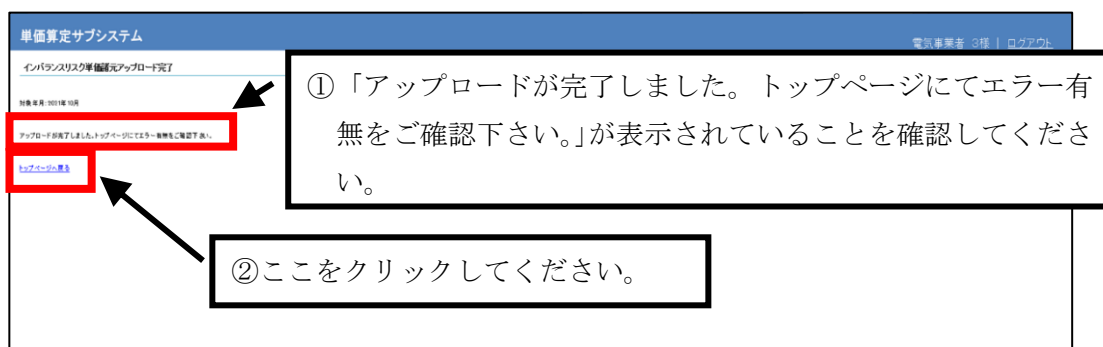 単価算定サブシステム
電気事業者 3様 | ログアウト
インバランスリスク単価諸元アップロード完了
対象年月:2021年10月
アップロードが完了しました。トップページにてエラー有無をご確認下さい。
トップページへ戻る
①「アップロードが完了しました。トップページにてエラー有
無をご確認下さい。」が表示されていることを確認してくださ
い。
②ここをクリックしてください。